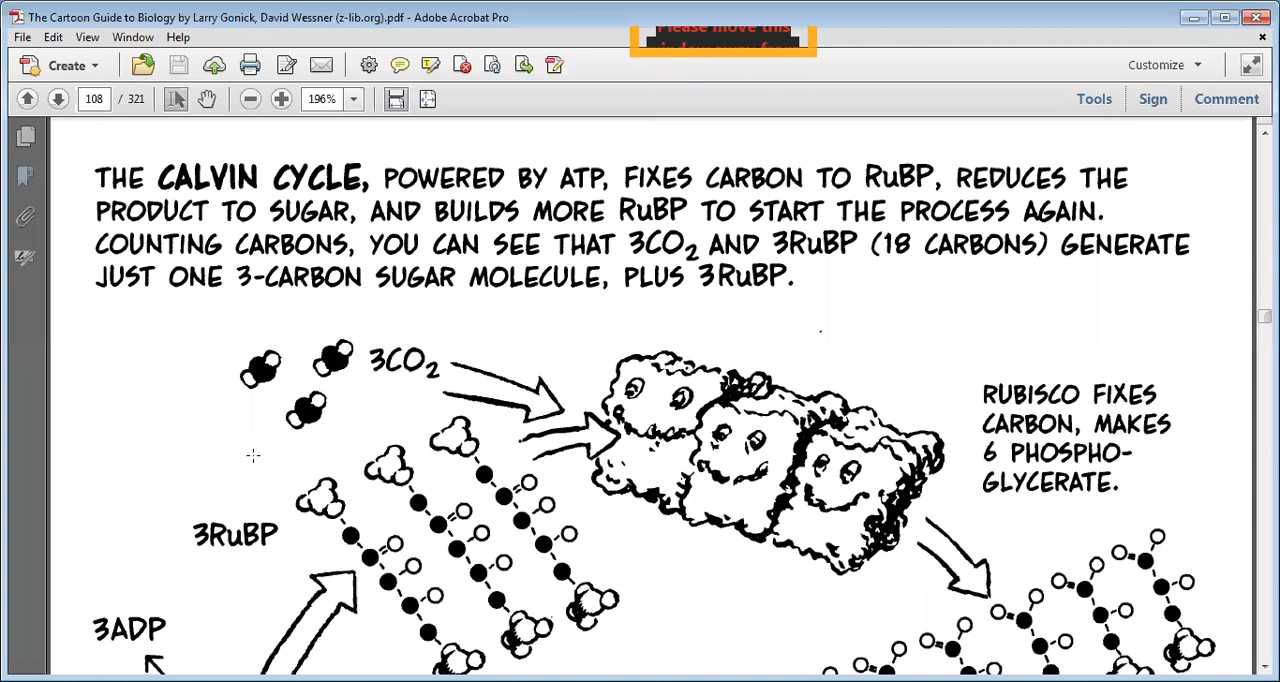 The Cartoon Guide to Biology by Larry Gonick, David Wessner (z-lib.org).pdf - Adobe Acrobat Pro
File Edit View Window Help
Please move this
Create
Customize
108 / 321
196%
Tools Sign Comment
THE CALVIN CYCLE, POWERED BY ATP, FIXES CARBON TO RuBP, REDUCES THE
PRODUCT TO SUGAR, AND BUILDS MORE RuBP TO START THE PROCESS AGAIN.
COUNTING CARBONS, YOU CAN SEE THAT 3CO₂ AND 3RuBP (18 CARBONS) GENERATE
JUST ONE 3-CARBON SUGAR MOLECULE, PLUS 3RuBP.
3CO₂
RUBISCO FIXES
CARBON, MAKES
6 PHOSPHO-
GLYCERATE.
3RuBP
3ADP